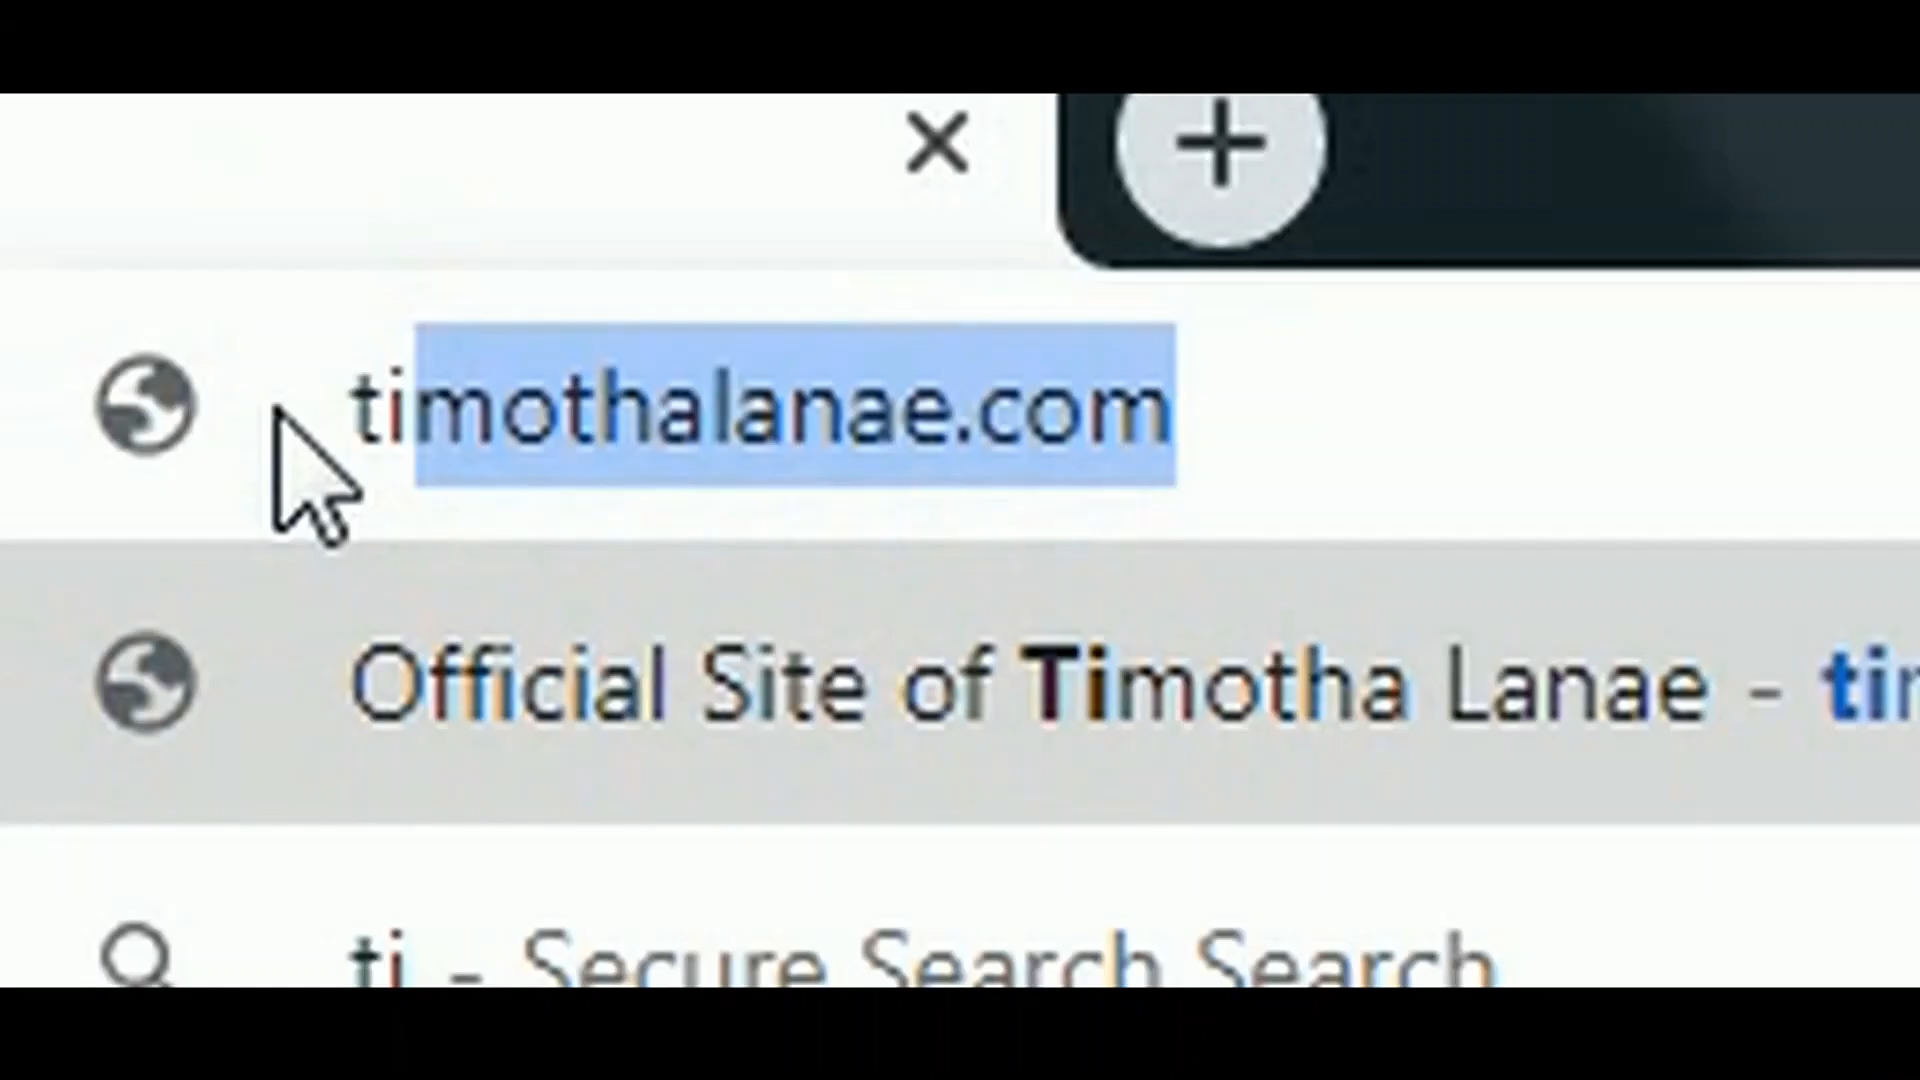 timothalanae.com
Official Site of Timotha Lanae -
ti - Secure Search Search